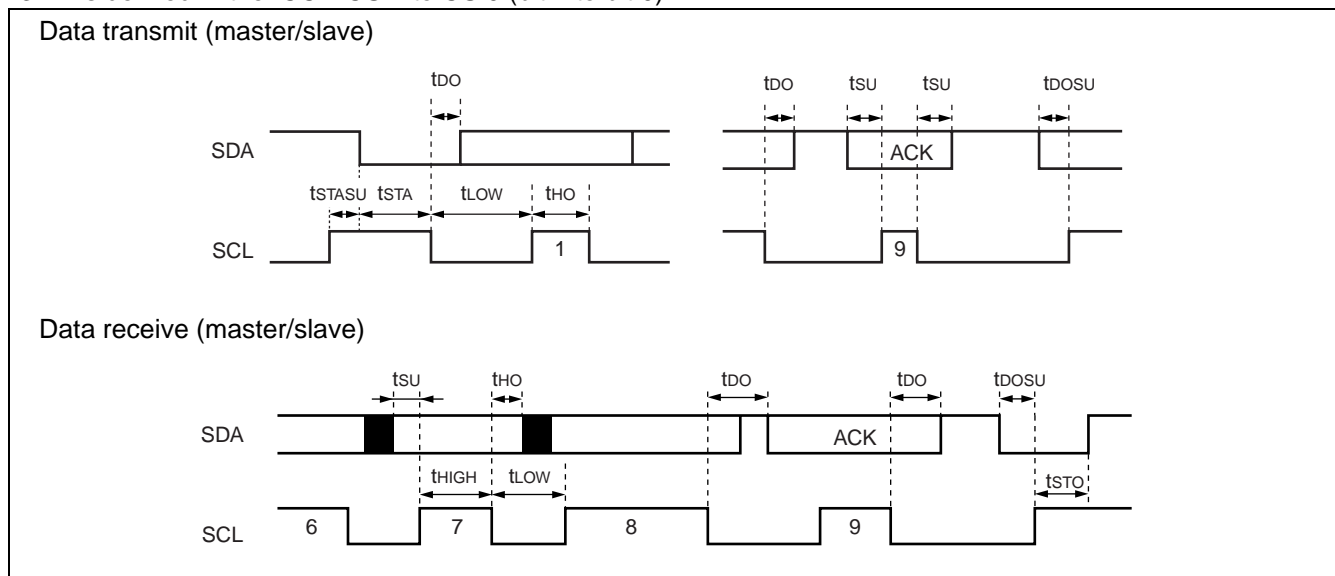 Data transmit (master/slave)
tDO tDO tSU tSU tDOSU
SDA ACK
tSTASU tSTA tLOW tHO
SCL 1 9
Data receive (master/slave)
tSU tHO tDO tDO tDOSU
SDA ACK
tHIGH tLOW tSTO
SCL 6 7 8 9